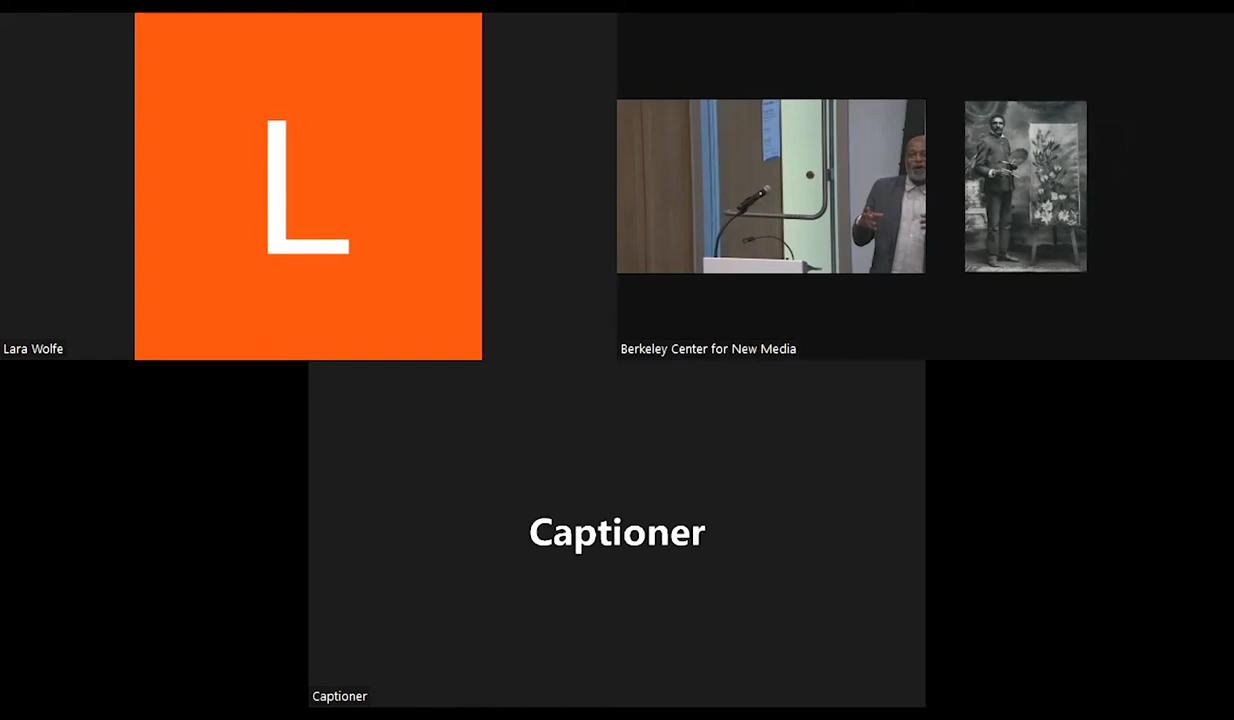 L
Lara Wolfe
Berkeley Center for New Media
Captioner
Captioner